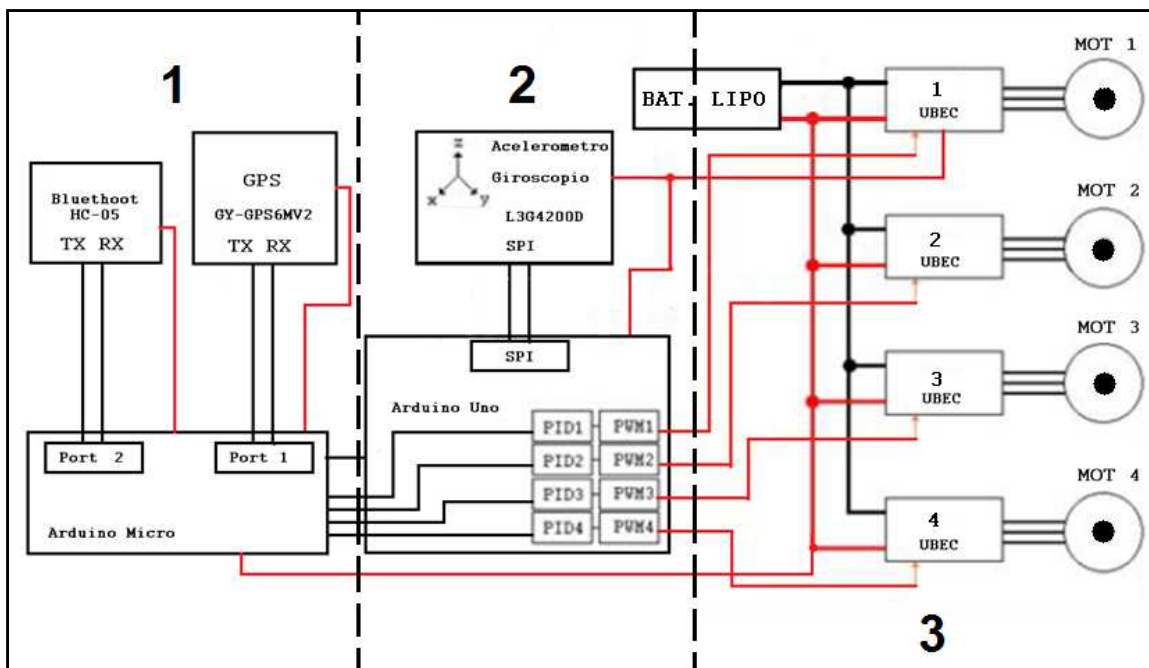 1
2
3
BAT. LIPO
1
UBEC
MOT 1
Bluethoot
HC-05
TX RX
GPS
GY-GPS6MV2
TX RX
Acelerometro
Giroscopio
L3G4200D
SPI
z
x
y
2
UBEC
MOT 2
SPI
Arduino Uno
PID1
PWM1
PID2
PWM2
PID3
PWM3
PID4
PWM4
3
UBEC
MOT 3
Port 2
Port 1
Arduino Micro
4
UBEC
MOT 4